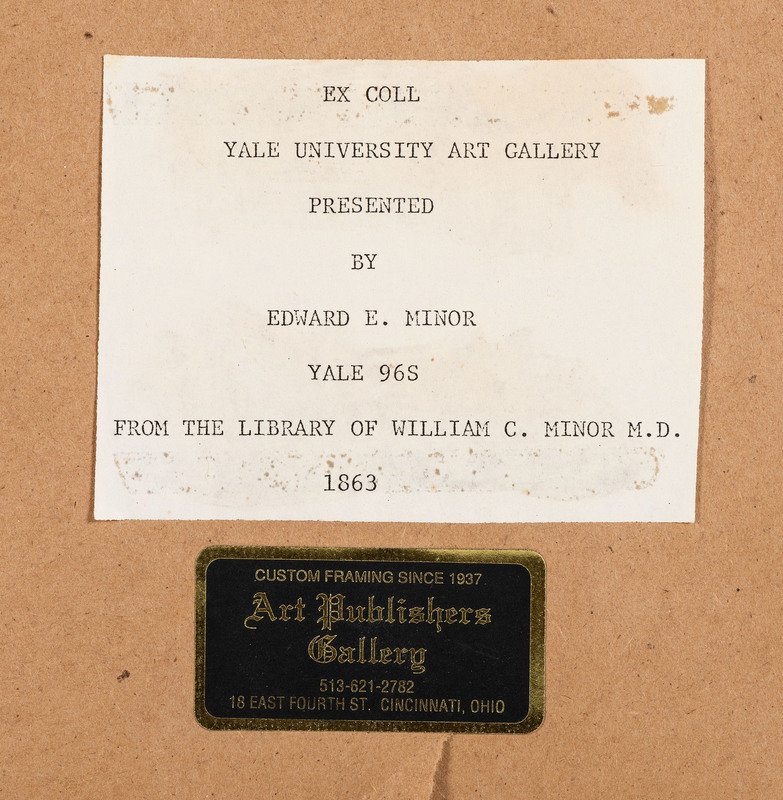 EX COLL
YALE UNIVERSITY ART GALLERY
PRESENTED
BY
EDWARD E. MINOR
YALE 96S
FROM THE LIBRARY OF WILLIAM C. MINOR M.D.
1863
CUSTOM FRAMING SINCE 1937
Art Publishers
Gallery
513-621-2782
18 EAST FOURTH ST. CINCINNATI, OHIO